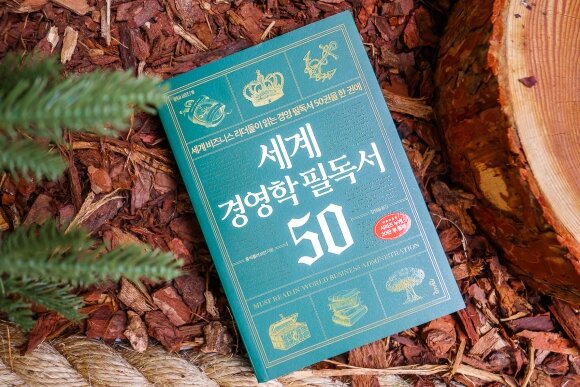 세계 비즈니스 리더들이 읽는 경영 필독서 50권을 한 권에
세계
경영학 필독서
50
MUST READ IN WORLD BUSINESS ADMINISTRATION